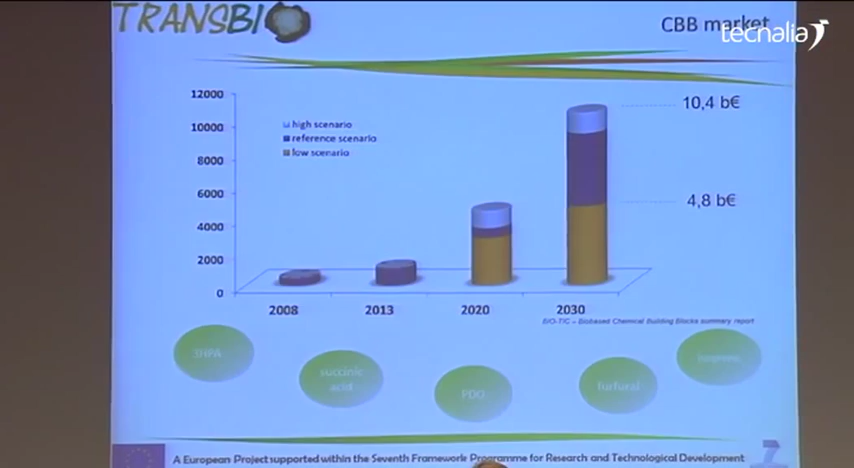 TRANSBIO
CBB market
tecnalia
12000
10000
8000
6000
4000
2000
0
high scenario
reference scenario
low scenario
10,4 b€
4,8 b€
2008
2013
2020
2030
BIO-TIC – Biobased Chemical Building Blocks summary report
3HPA
succinic
acid
PDO
furfural
A European Project supported within the Seventh Framework Programme for Research and Technological Development
7